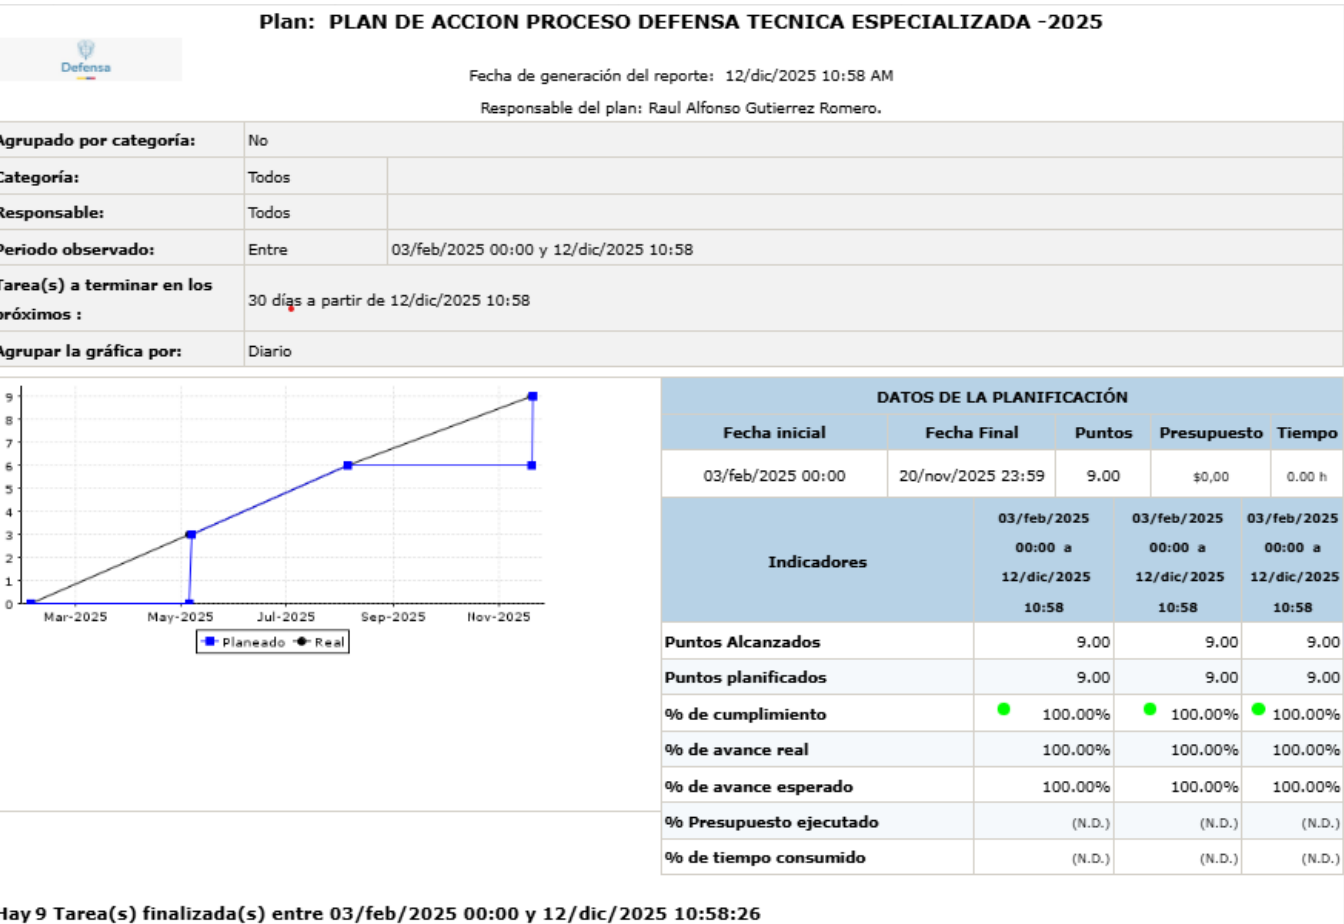 Plan: PLAN DE ACCION PROCESO DEFENSA TECNICA ESPECIALIZADA -2025
Defensa
Fecha de generación del reporte: 12/dic/2025 10:58 AM
Responsable del plan: Raul Alfonso Gutierrez Romero.
Agrupado por categoría: No
Categoría: Todos
Responsable: Todos
Periodo observado: Entre 03/feb/2025 00:00 y 12/dic/2025 10:58
Tarea(s) a terminar en los
próximos : 30 días a partir de 12/dic/2025 10:58
Agrupar la gráfica por: Diario
9
8
7
6
5
4
3
2
1
0
Mar-2025 May-2025 Jul-2025 Sep-2025 Nov-2025
Planeado Real
DATOS DE LA PLANIFICACIÓN
Fecha inicial Fecha Final Puntos Presupuesto Tiempo
03/feb/2025 00:00 20/nov/2025 23:59 9.00 $0,00 0.00 h
Indicadores
03/feb/2025 03/feb/2025 03/feb/2025
00:00 a 00:00 a 00:00 a
12/dic/2025 12/dic/2025 12/dic/2025
10:58 10:58 10:58
Puntos Alcanzados 9.00 9.00 9.00
Puntos planificados 9.00 9.00 9.00
% de cumplimiento 100.00% 100.00% 100.00%
% de avance real 100.00% 100.00% 100.00%
% de avance esperado 100.00% 100.00% 100.00%
% Presupuesto ejecutado (N.D.) (N.D.) (N.D.)
% de tiempo consumido (N.D.) (N.D.) (N.D.)
Hay 9 Tarea(s) finalizada(s) entre 03/feb/2025 00:00 y 12/dic/2025 10:58:26